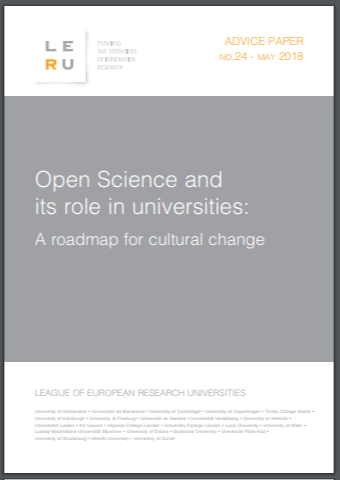 LE
RU
PUSHING
THE FRONTIERS
OF INNOVATIVE
RESEARCH
ADVICE PAPER
NO.24 - MAY 2018
Open Science and
its role in universities:
A roadmap for cultural change
LEAGUE OF EUROPEAN RESEARCH UNIVERSITIES
University of Amsterdam • Universitat de Barcelona • University of Cambridge • University of Copenhagen • Trinity College Dublin •
University of Edinburgh • University of Freiburg • Université de Genève • Universität Heidelberg • University of Helsinki •
Universiteit Leiden • KU Leuven • Imperial College London • University College London • Lund University • University of Milan •
Ludwig-Maximilians-Universität München • University of Oxford • Sorbonne University • Université Paris-Sud •
University of Strasbourg • Utrecht University • University of Zurich